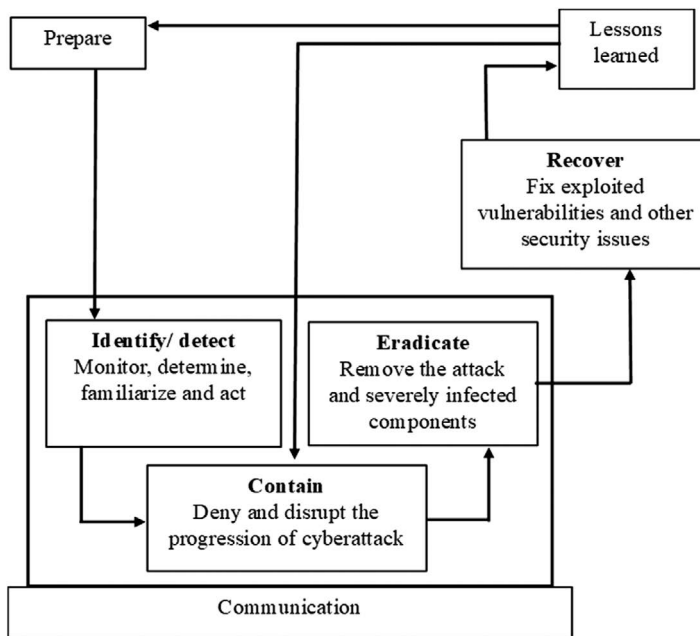 Prepare
Lessons
learned
Recover
Fix exploited
vulnerabilities and other
security issues
Identify/ detect
Monitor, determine,
familiarize and act
Eradicate
Remove the attack
and severely infected
components
Contain
Deny and disrupt the
progression of cyberattack
Communication